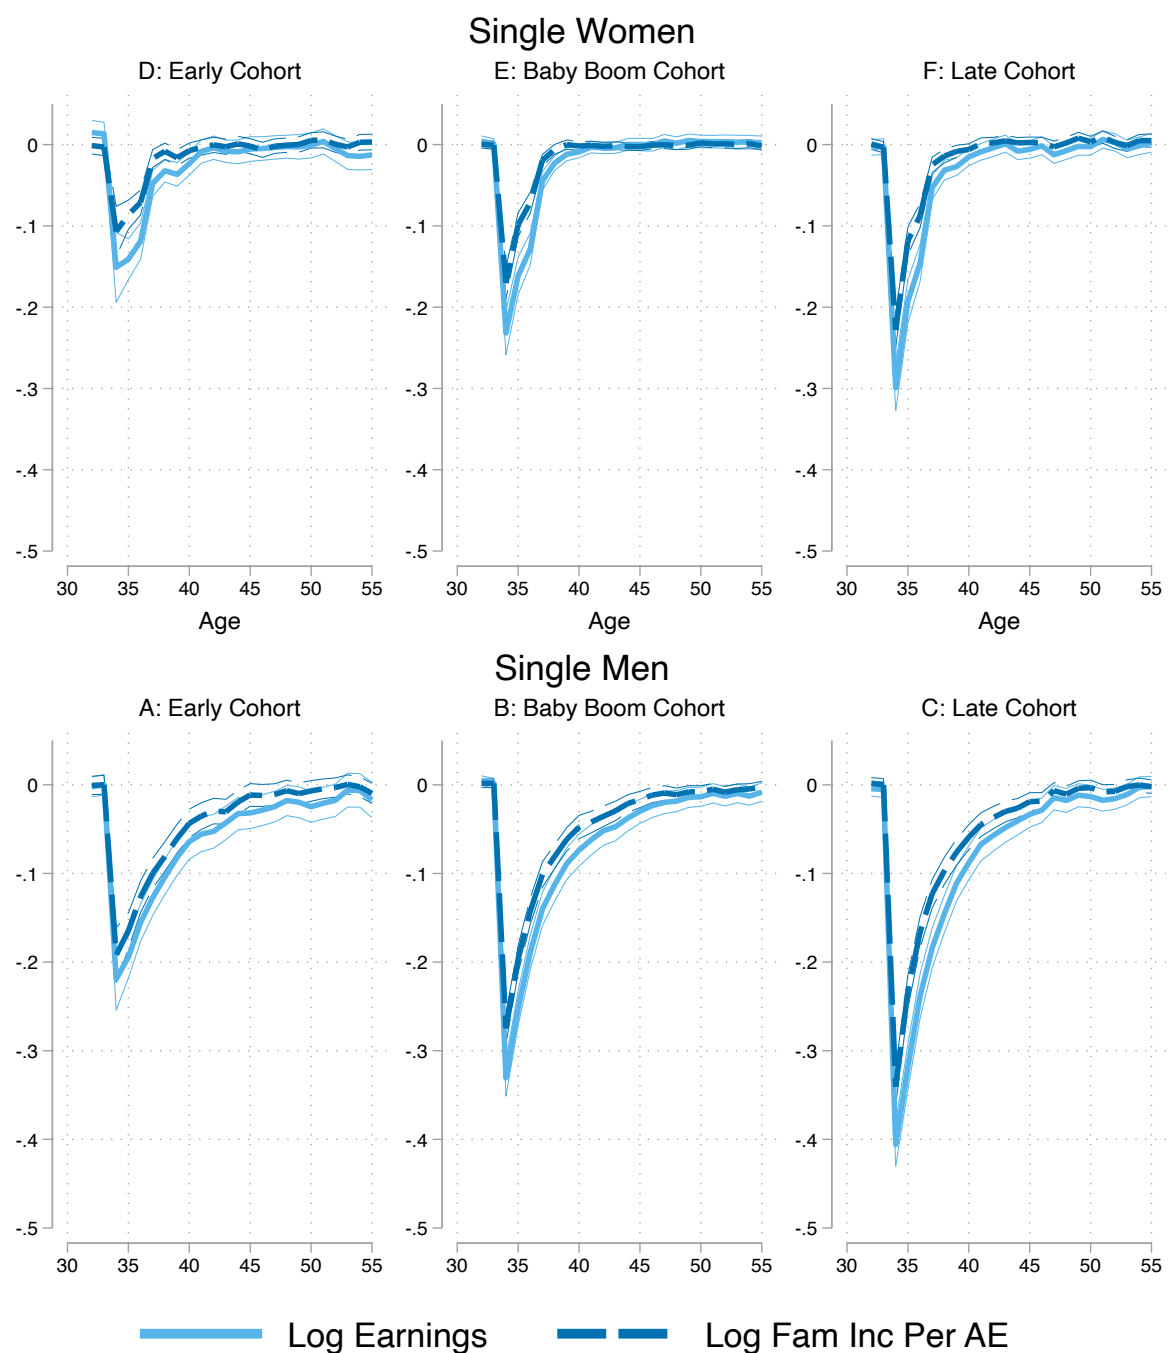 Single Women
D: Early Cohort E: Baby Boom Cohort F: Late Cohort
0 0 0
-.1 -.1 -.1
-.2 -.2 -.2
-.3 -.3 -.3
-.4 -.4 -.4
-.5 -.5 -.5
30 35 40 45 50 55 30 35 40 45 50 55 30 35 40 45 50 55
Age Age Age
Single Men
A: Early Cohort B: Baby Boom Cohort C: Late Cohort
0 0 0
-.1 -.1 -.1
-.2 -.2 -.2
-.3 -.3 -.3
-.4 -.4 -.4
-.5 -.5 -.5
30 35 40 45 50 55 30 35 40 45 50 55 30 35 40 45 50 55
Log Earnings Log Fam Inc Per AE